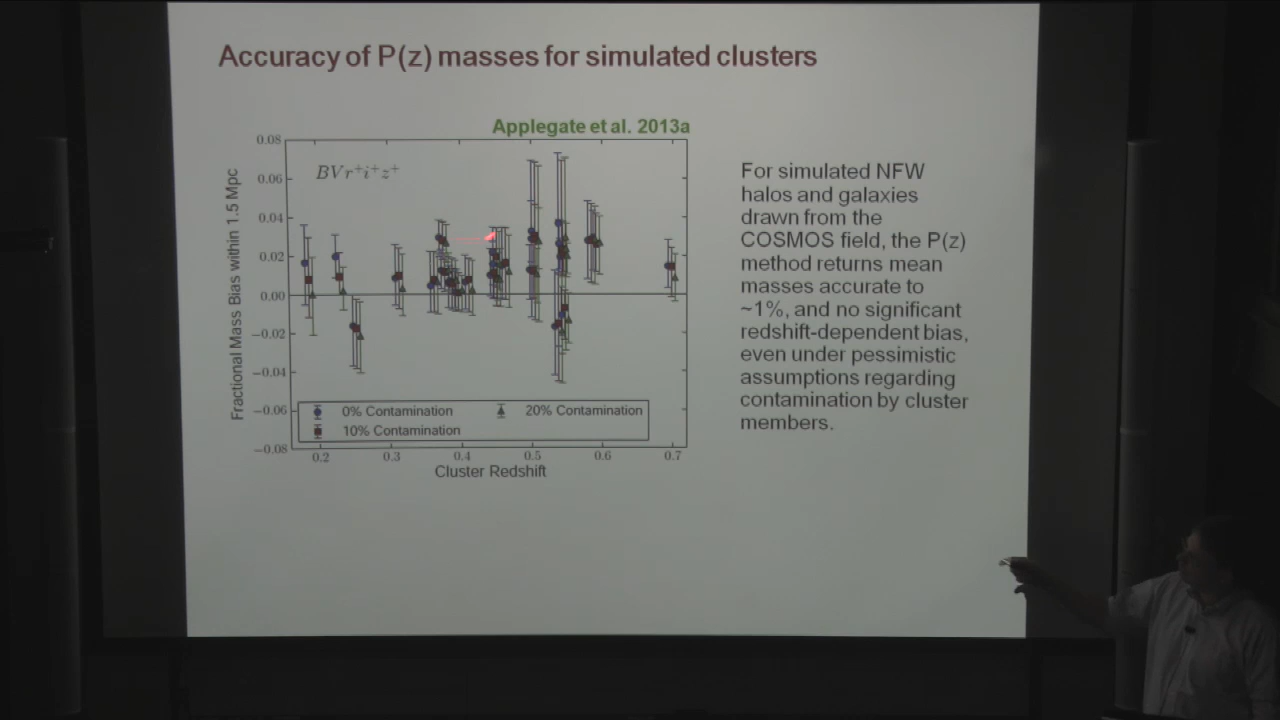 Accuracy of P(z) masses for simulated clusters
Applegate et al. 2013a
BVr⁺i⁺z⁺
Fractional Mass Bias within 1.5 Mpc
0.08
0.06
0.04
0.02
0.00
−0.02
−0.04
−0.06
−0.08
0% Contamination
20% Contamination
10% Contamination
0.2 0.3 0.4 0.5 0.6 0.7
Cluster Redshift
For simulated NFW
halos and galaxies
drawn from the
COSMOS field, the P(z)
method returns mean
masses accurate to
~1%, and no significant
redshift-dependent bias,
even under pessimistic
assumptions regarding
contamination by cluster
members.